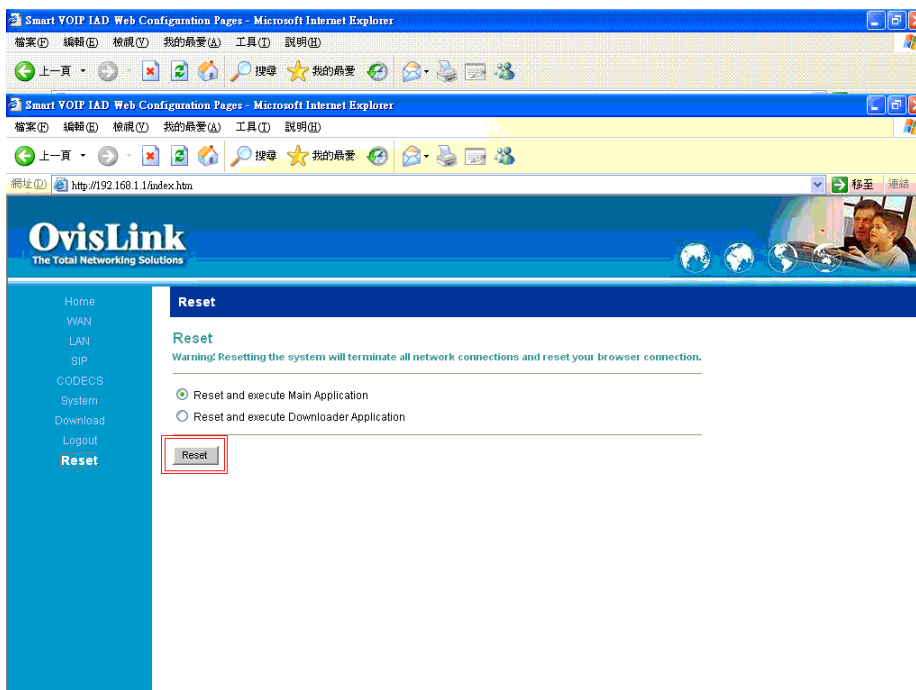 Smart VOIP IAD Web Configuration Pages - Microsoft Internet Explorer
檔案(F) 編輯(E) 檢視(V) 我的最愛(A) 工具(T) 說明(H)
上一頁 搜尋 我的最愛
Smart VOIP IAD Web Configuration Pages - Microsoft Internet Explorer
檔案(F) 編輯(E) 檢視(V) 我的最愛(A) 工具(T) 說明(H)
上一頁 搜尋 我的最愛
網址(D) http://192.168.1.1/index.htm 移至 連結
OvisLink
The Total Networking Solutions
Home
WAN
LAN
SIP
CODECS
System
Download
Logout
Reset
Reset
Reset
Warning! Resetting the system will terminate all network connections and reset your browser connection.
Reset and execute Main Application
Reset and execute Downloader Application
Reset